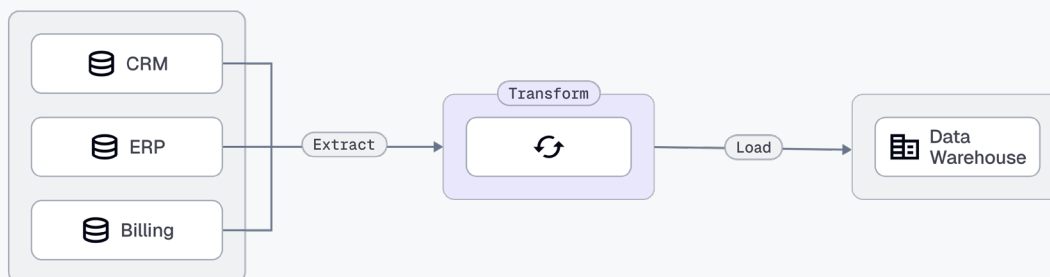 CRM
ERP
Billing
Extract
Transform
Load
Data
Warehouse